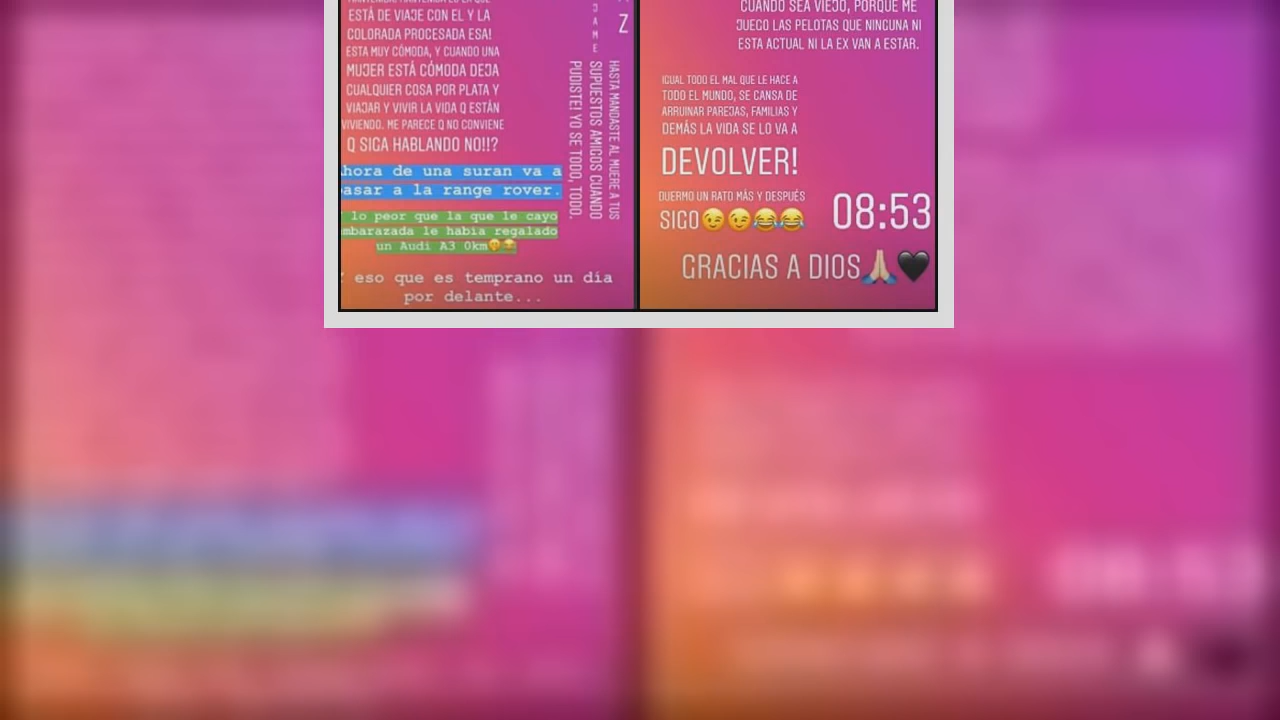 ESTÁ DE VIAJE CON EL Y LA
COLORADA PROCESADA ESA!
ESTA MUY CÓMODA, Y CUANDO UNA
MUJER ESTÁ CÓMODA DEJA
CUALQUIER COSA POR PLATA Y
VIAJAR Y VIVIR LA VIDA Q ESTÁN
VIVIENDO. ME PARECE Q NO CONVIENE
Q SIGA HABLANDO NO!!?
hora de una suran va a
asar a la range rover.
lo peor que la que le cayo
mbarazada le habia regalado
un Audi A3 0km🤭😂
eso que es temprano un día
por delante...
J
A
M
E
Z
HASTA MANDASTE AL MUERE A TUS
SUPUESTOS AMIGOS CUANDO
PUDISTE! YO SE TODO, TODO.
CUANDO SEA VIEJO, PORQUE ME
JUEGO LAS PELOTAS QUE NINGUNA NI
ESTA ACTUAL NI LA EX VAN A ESTAR.
IGUAL TODO EL MAL QUE LE HACE A
TODO EL MUNDO, SE CANSA DE
ARRUINAR PAREJAS, FAMILIAS Y
DEMÁS LA VIDA SE LO VA A
DEVOLVER!
DUERMO UN RATO MÁS Y DESPUÉS
SIGO😉😉😂😂
08:53
GRACIAS A DIOS🙏🏻🖤